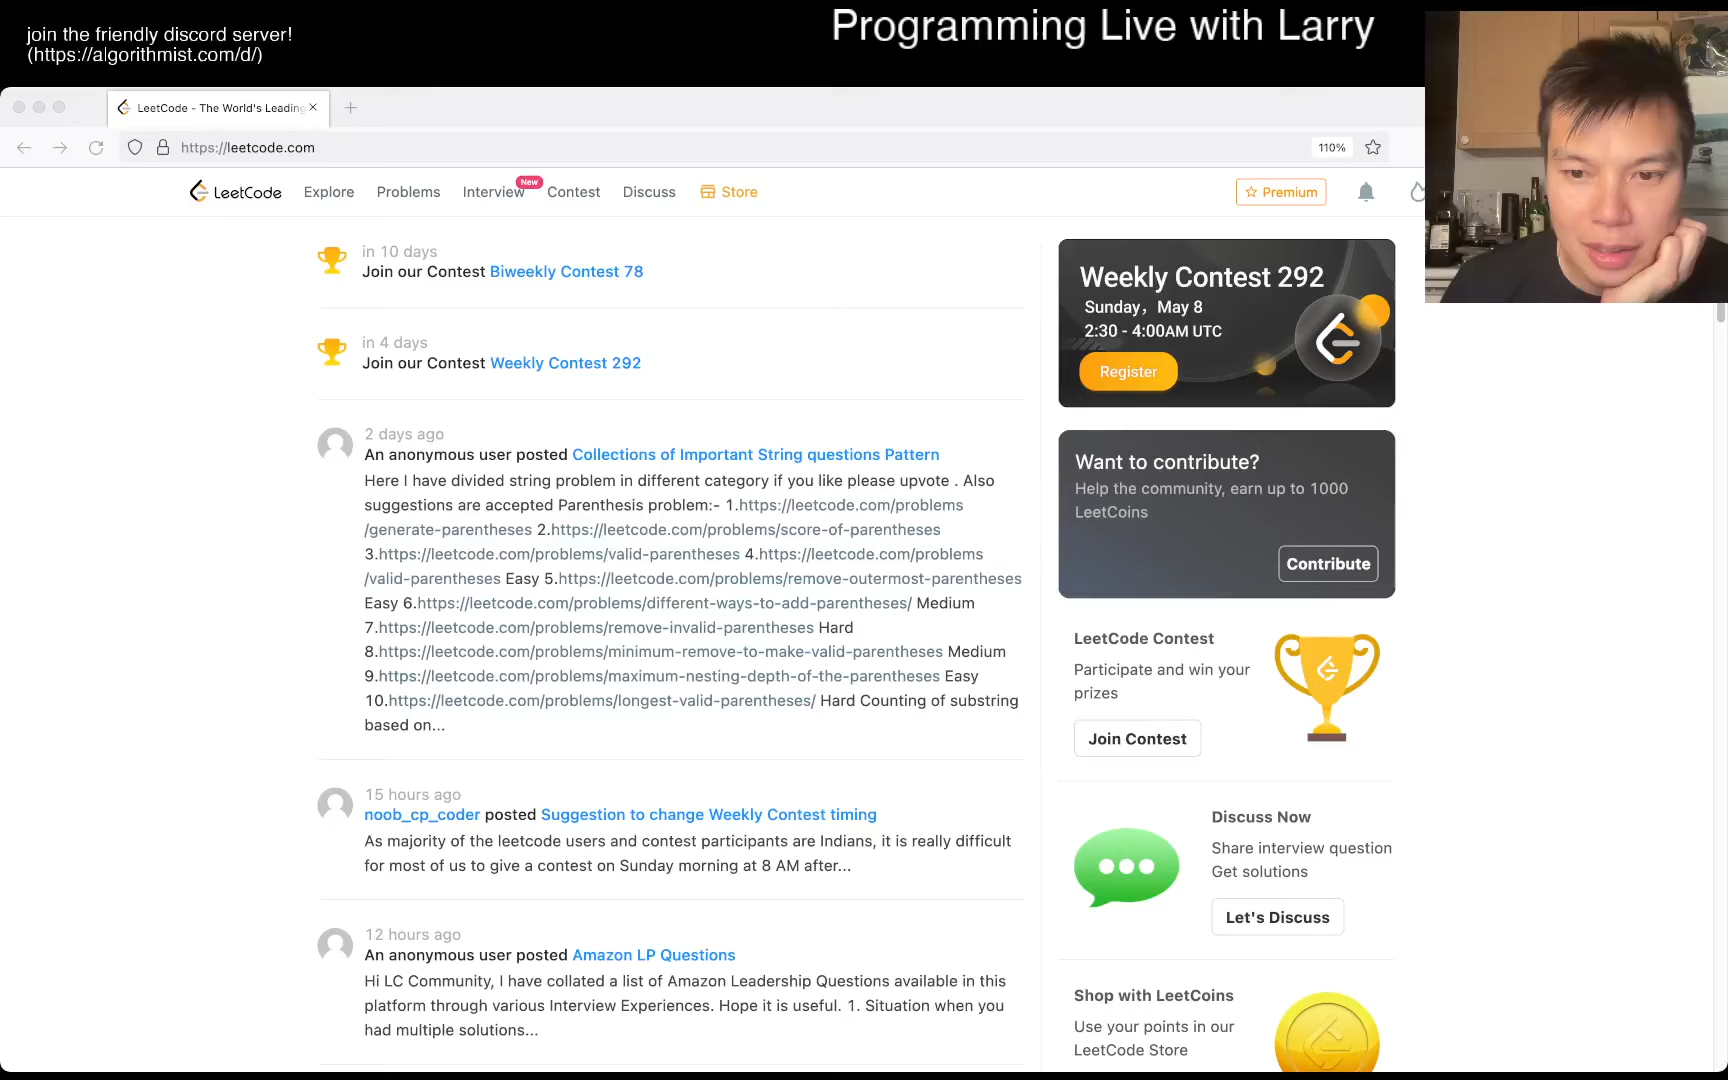 join the friendly discord server!
(https://algorithmist.com/d/)
Programming Live with Larry
LeetCode - The World's Leading
https://leetcode.com
110%
LeetCode
Explore
Problems
Interview
New
Contest
Discuss
Store
Premium
in 10 days
Join our Contest Biweekly Contest 78
in 4 days
Join our Contest Weekly Contest 292
2 days ago
An anonymous user posted Collections of Important String questions Pattern
Here I have divided string problem in different category if you like please upvote . Also
suggestions are accepted Parenthesis problem:- 1.https://leetcode.com/problems
/generate-parentheses 2.https://leetcode.com/problems/score-of-parentheses
3.https://leetcode.com/problems/valid-parentheses 4.https://leetcode.com/problems
/valid-parentheses Easy 5.https://leetcode.com/problems/remove-outermost-parentheses
Easy 6.https://leetcode.com/problems/different-ways-to-add-parentheses/ Medium
7.https://leetcode.com/problems/remove-invalid-parentheses Hard
8.https://leetcode.com/problems/minimum-remove-to-make-valid-parentheses Medium
9.https://leetcode.com/problems/maximum-nesting-depth-of-the-parentheses Easy
10.https://leetcode.com/problems/longest-valid-parentheses/ Hard Counting of substring
based on...
15 hours ago
noob_cp_coder posted Suggestion to change Weekly Contest timing
As majority of the leetcode users and contest participants are Indians, it is really difficult
for most of us to give a contest on Sunday morning at 8 AM after...
12 hours ago
An anonymous user posted Amazon LP Questions
Hi LC Community, I have collated a list of Amazon Leadership Questions available in this
platform through various Interview Experiences. Hope it is useful. 1. Situation when you
had multiple solutions...
Weekly Contest 292
Sunday, May 8
2:30 - 4:00AM UTC
Register
Want to contribute?
Help the community, earn up to 1000
LeetCoins
Contribute
LeetCode Contest
Participate and win your
prizes
Join Contest
Discuss Now
Share interview question
Get solutions
Let's Discuss
Shop with LeetCoins
Use your points in our
LeetCode Store